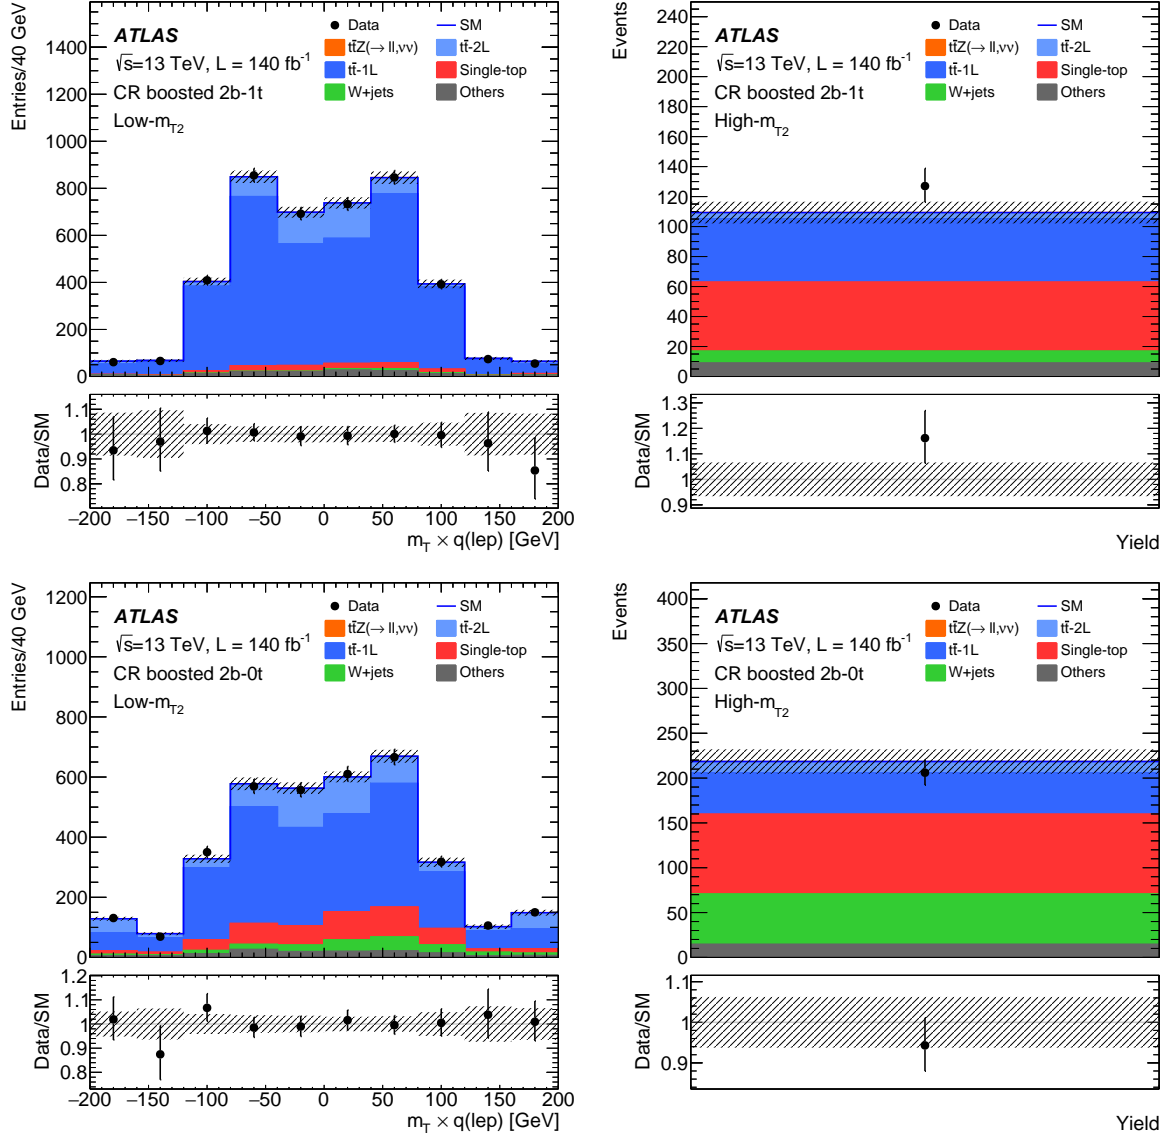 Entries/40 GeV
1400
1200
1000
800
600
400
200
0
ATLAS
√s=13 TeV, L = 140 fb⁻¹
CR boosted 2b-1t
Low-m_T2
Data
SM
tt̄Z(→ ll,νν)
tt̄-2L
tt̄-1L
Single-top
W+jets
Others
Data/SM
1.1
1
0.9
0.8
−200 −150 −100 −50 0 50 100 150 200
m_T × q(lep) [GeV]
Events
240
220
200
180
160
140
120
100
80
60
40
20
0
ATLAS
√s=13 TeV, L = 140 fb⁻¹
CR boosted 2b-1t
High-m_T2
Data
SM
tt̄Z(→ ll,νν)
tt̄-2L
tt̄-1L
Single-top
W+jets
Others
Data/SM
1.3
1.2
1.1
1
0.9
Yield
Entries/40 GeV
1200
1000
800
600
400
200
0
ATLAS
√s=13 TeV, L = 140 fb⁻¹
CR boosted 2b-0t
Low-m_T2
Data
SM
tt̄Z(→ ll,νν)
tt̄-2L
tt̄-1L
Single-top
W+jets
Others
Data/SM
1.2
1.1
1
0.9
0.8
−200 −150 −100 −50 0 50 100 150 200
m_T × q(lep) [GeV]
Events
400
350
300
250
200
150
100
50
0
ATLAS
√s=13 TeV, L = 140 fb⁻¹
CR boosted 2b-0t
High-m_T2
Data
SM
tt̄Z(→ ll,νν)
tt̄-2L
tt̄-1L
Single-top
W+jets
Others
Data/SM
1.1
1
0.9
Yield